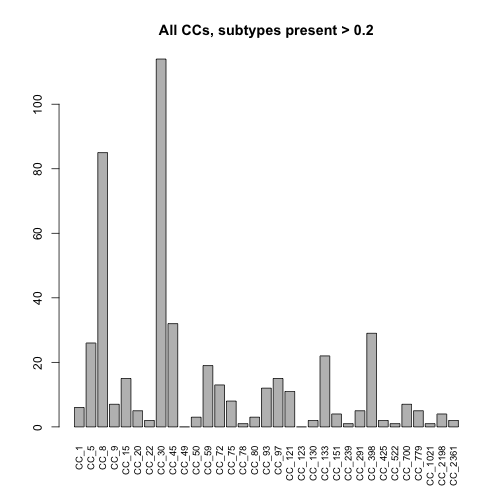 All CCs, subtypes present > 0.2
100
80
60
40
20
0
CC_1
CC_5
CC_8
CC_9
CC_15
CC_20
CC_22
CC_30
CC_45
CC_49
CC_50
CC_59
CC_72
CC_75
CC_78
CC_80
CC_93
CC_97
CC_121
CC_123
CC_130
CC_133
CC_151
CC_239
CC_291
CC_398
CC_425
CC_522
CC_700
CC_779
CC_1021
CC_2198
CC_2361